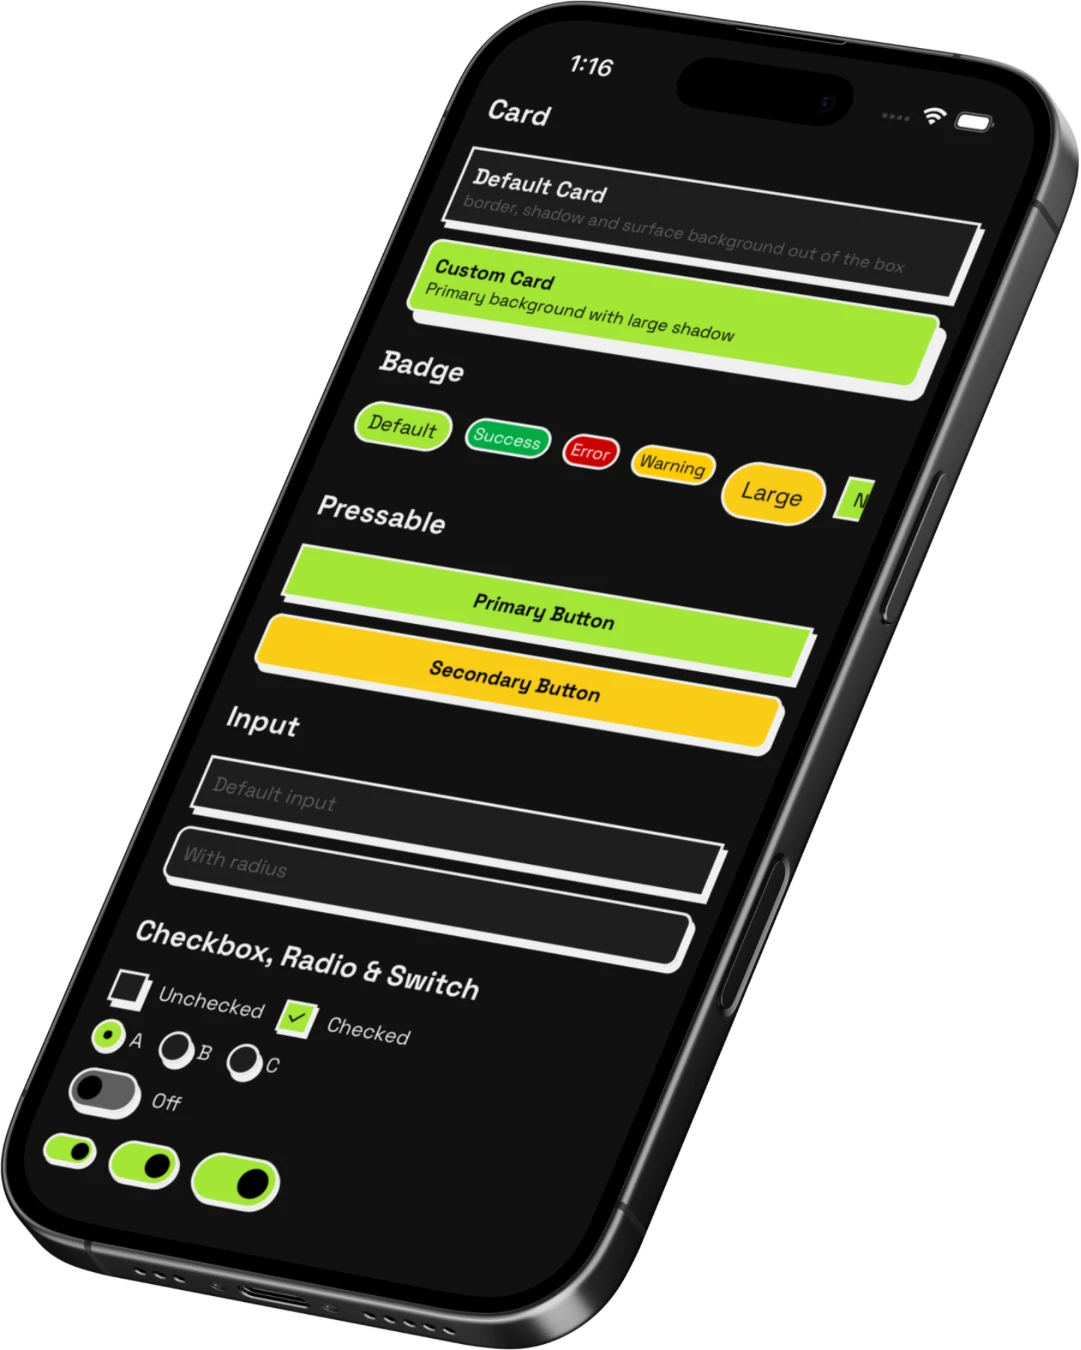 1:16
Card
Default Card
border, shadow and surface background out of the box
Custom Card
Primary background with large shadow
Badge
Default Success Error Warning Large N
Pressable
Primary Button
Secondary Button
Input
Default input
With radius
Checkbox, Radio & Switch
Unchecked Checked
A B C
Off